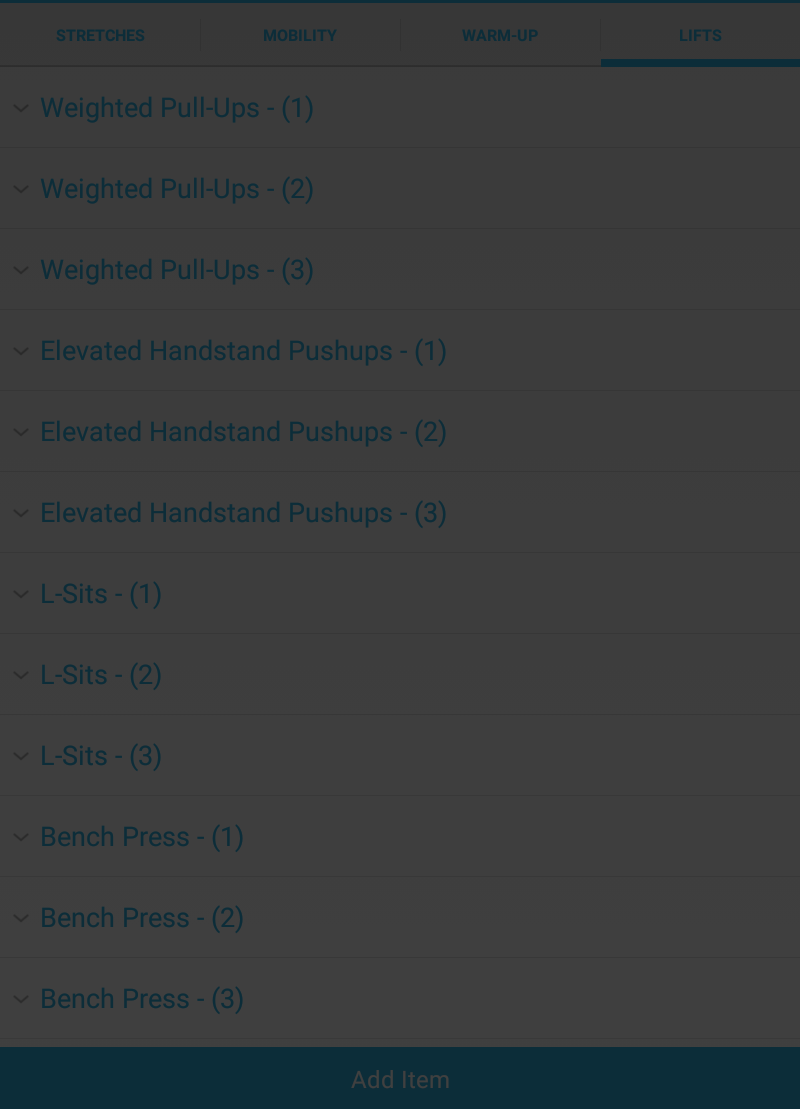 STRETCHES MOBILITY WARM-UP LIFTS
Weighted Pull-Ups - (1)
Weighted Pull-Ups - (2)
Weighted Pull-Ups - (3)
Elevated Handstand Pushups - (1)
Elevated Handstand Pushups - (2)
Elevated Handstand Pushups - (3)
L-Sits - (1)
L-Sits - (2)
L-Sits - (3)
Bench Press - (1)
Bench Press - (2)
Bench Press - (3)
Add Item